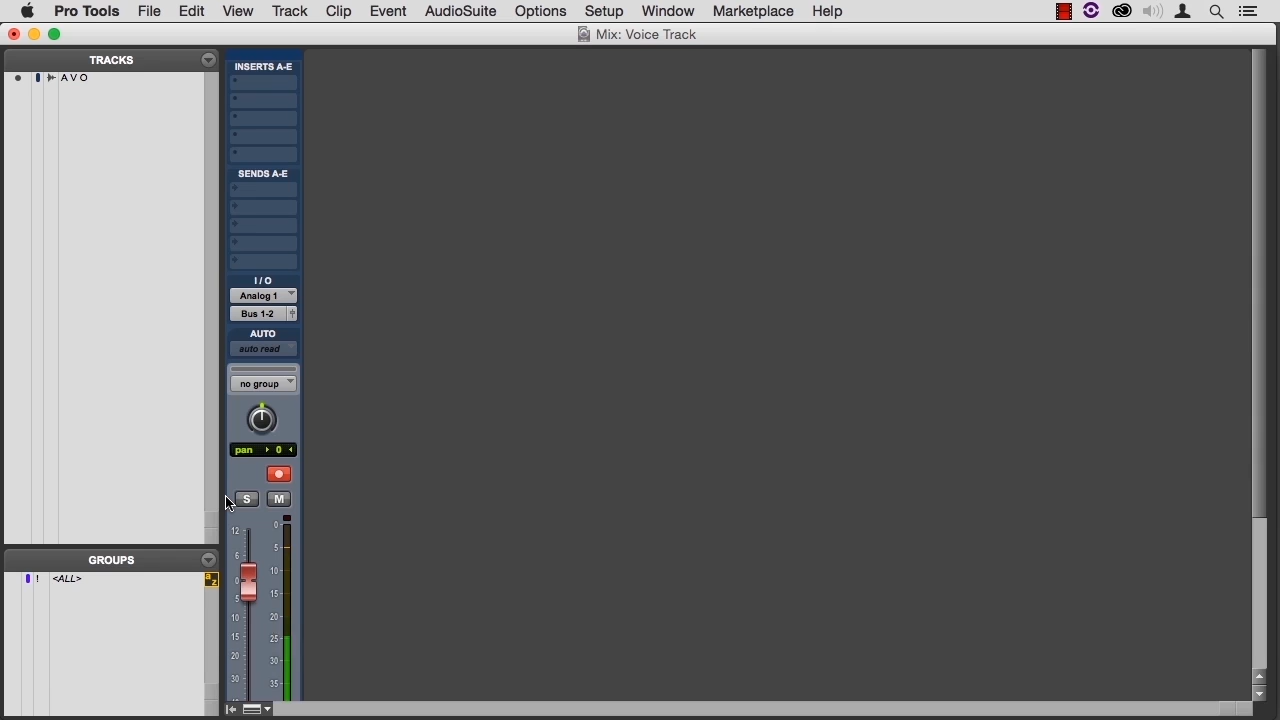 Pro Tools File Edit View Track Clip Event AudioSuite Options Setup Window Marketplace Help
Mix: Voice Track
TRACKS
A V O
INSERTS A-E
SENDS A-E
I / O
Analog 1
Bus 1-2
AUTO
auto read
no group
pan 0
S M
12
6
0
5
10
15
20
30
0
5
10
15
20
25
30
35
GROUPS
! <ALL>
a z